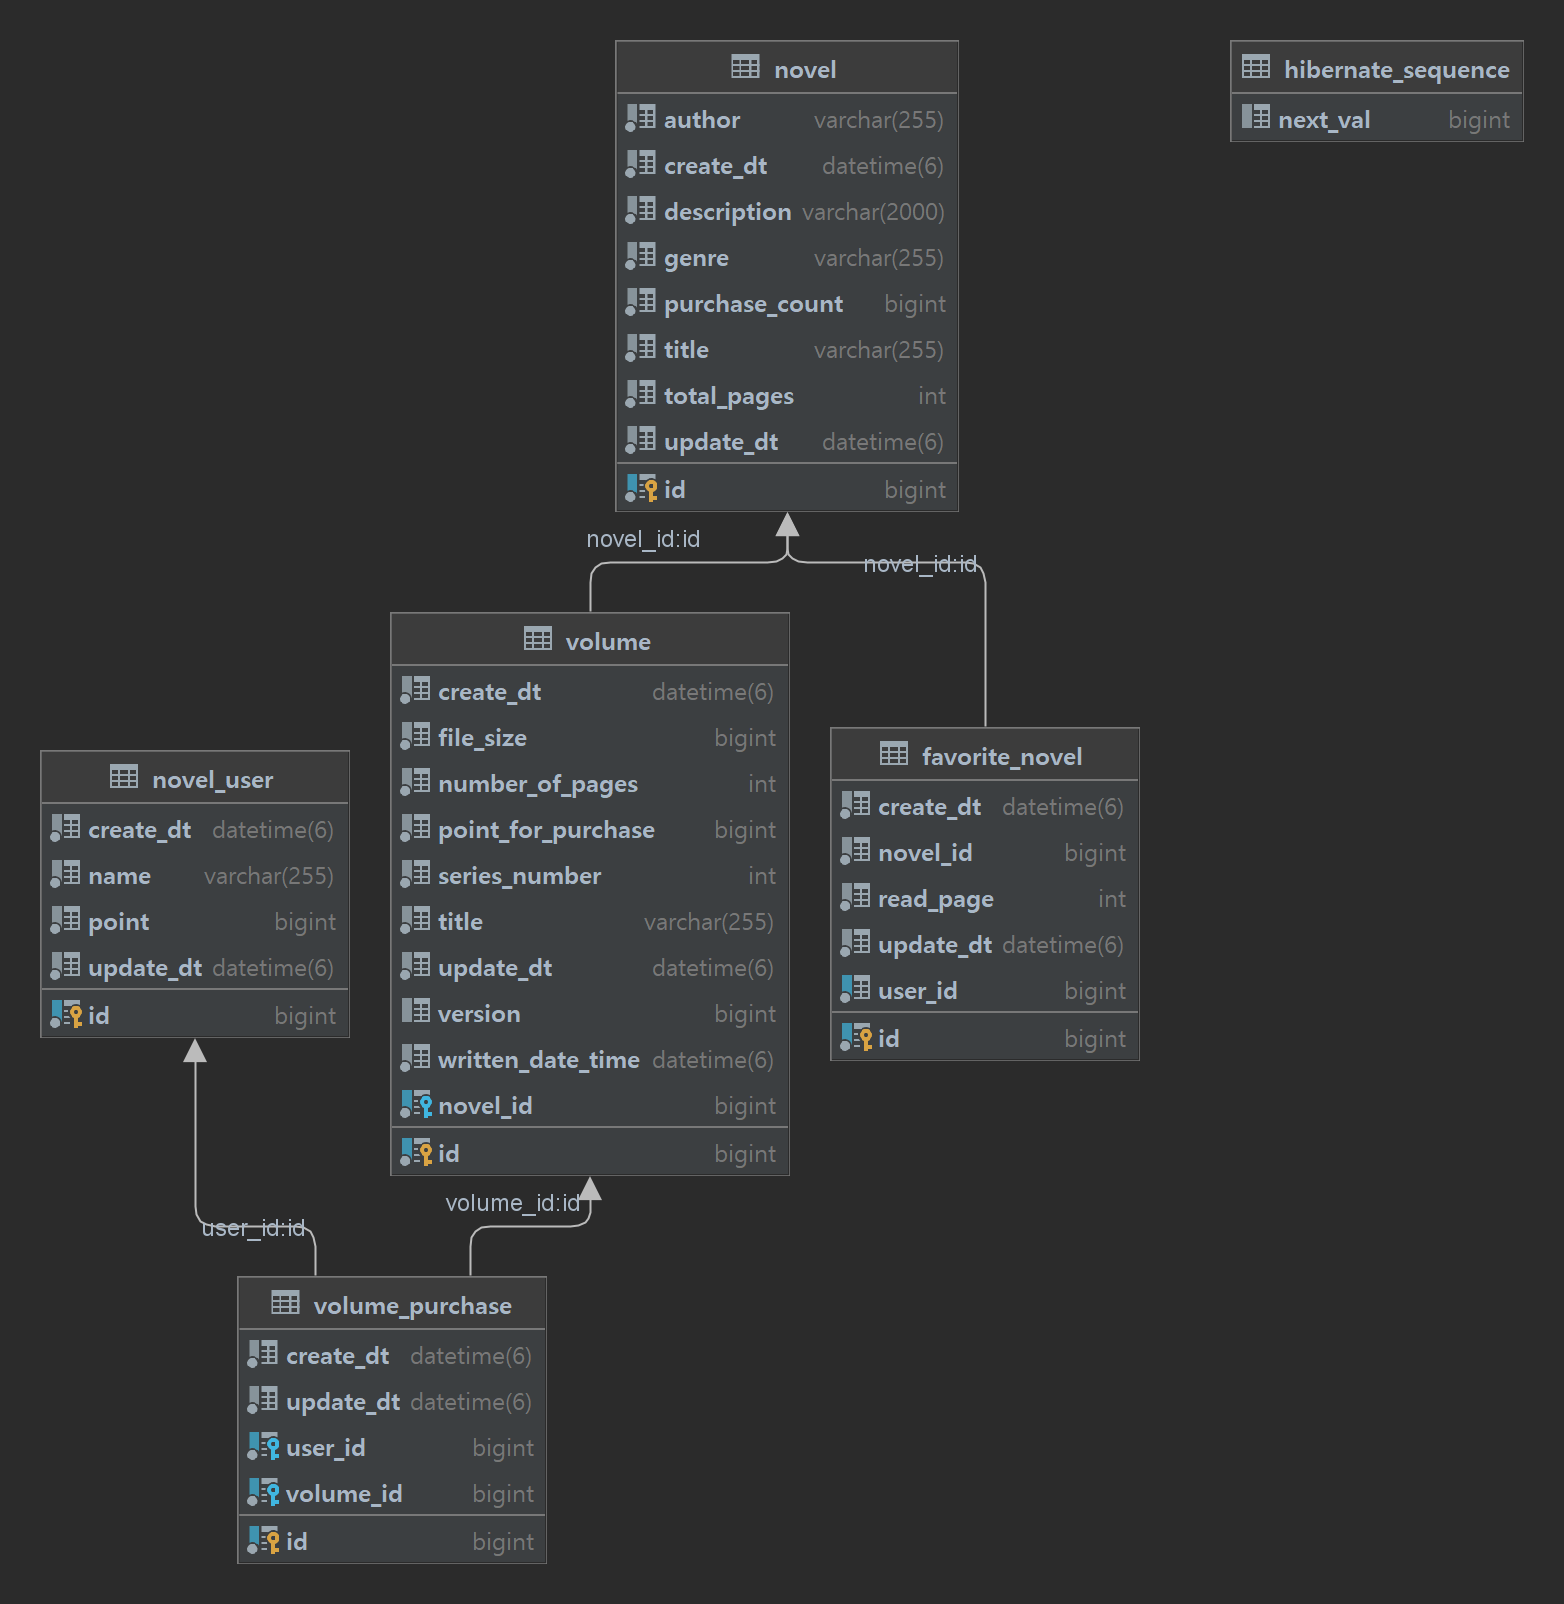 novel
author varchar(255)
create_dt datetime(6)
description varchar(2000)
genre varchar(255)
purchase_count bigint
title varchar(255)
total_pages int
update_dt datetime(6)
id bigint
hibernate_sequence
next_val bigint
novel_id:id
novel_id:id
volume
create_dt datetime(6)
file_size bigint
number_of_pages int
point_for_purchase bigint
series_number int
title varchar(255)
update_dt datetime(6)
version bigint
written_date_time datetime(6)
novel_id bigint
id bigint
favorite_novel
create_dt datetime(6)
novel_id bigint
read_page int
update_dt datetime(6)
user_id bigint
id bigint
novel_user
create_dt datetime(6)
name varchar(255)
point bigint
update_dt datetime(6)
id bigint
volume_id:id
user_id:id
volume_purchase
create_dt datetime(6)
update_dt datetime(6)
user_id bigint
volume_id bigint
id bigint